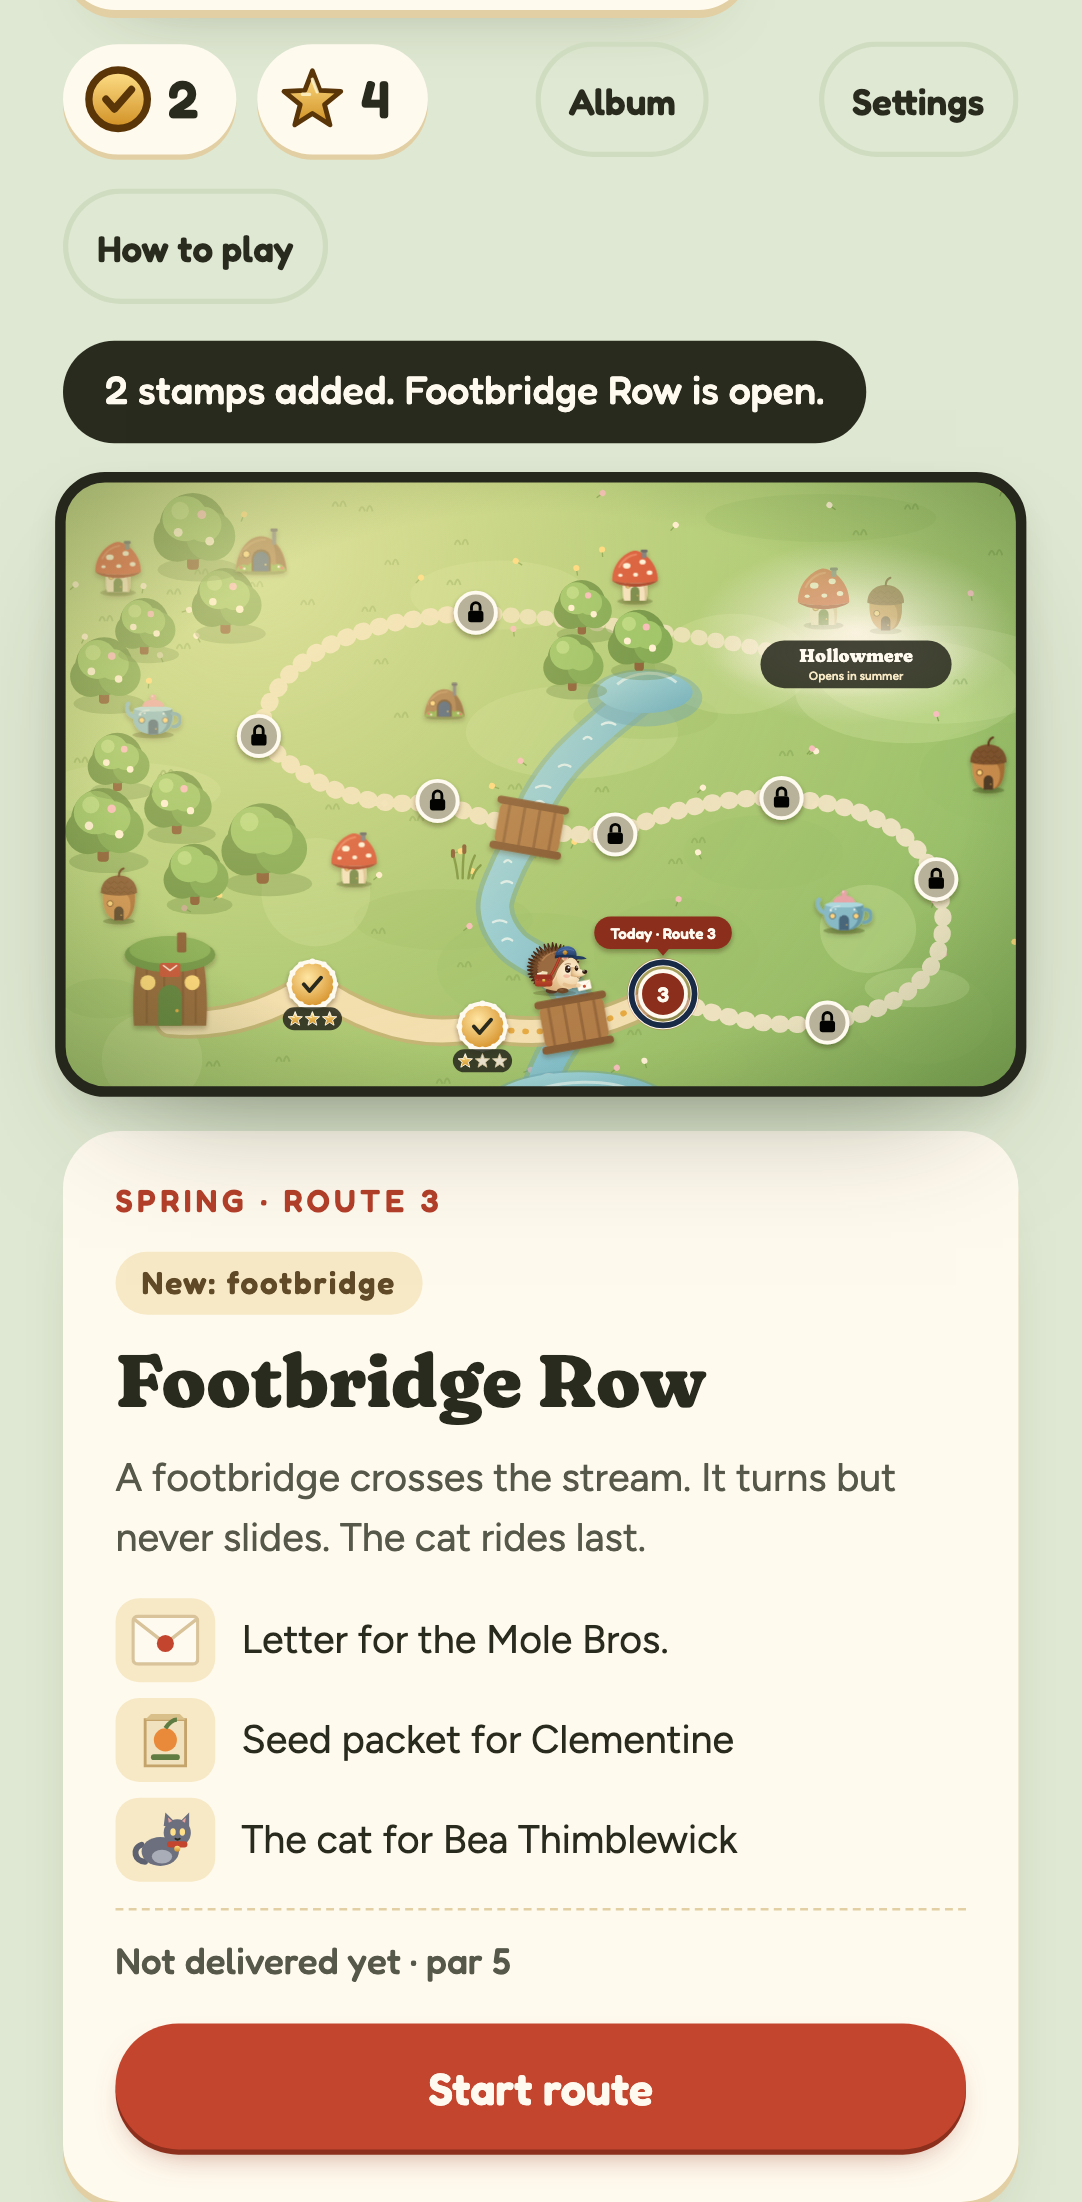 2
4
Album
Settings
How to play
2 stamps added. Footbridge Row is open.
Hollowmere
Opens in summer
Today · Route 3
3
SPRING · ROUTE 3
New: footbridge
Footbridge Row
A footbridge crosses the stream. It turns but
never slides. The cat rides last.
Letter for the Mole Bros.
Seed packet for Clementine
The cat for Bea Thimblewick
Not delivered yet · par 5
Start route